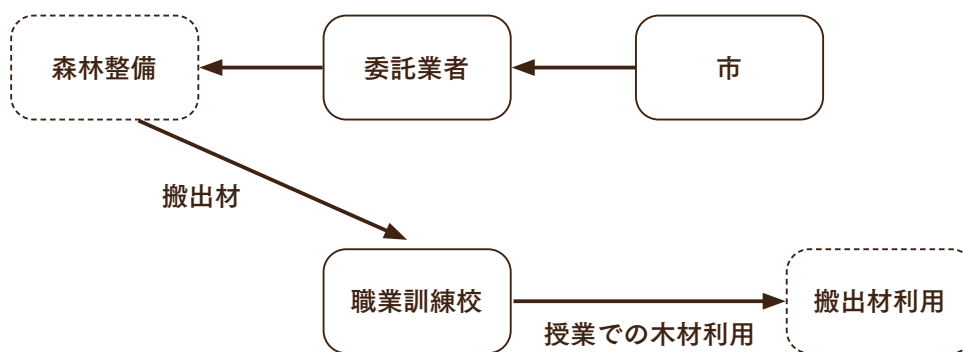 森林整備
委託業者
市
搬出材
職業訓練校
搬出材利用
授業での木材利用